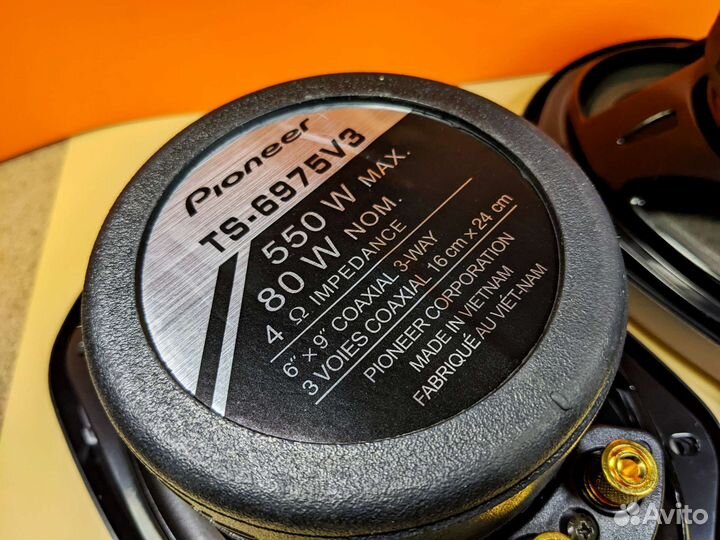 Pioneer
TS-6975V3
550 W MAX.
80 W NOM.
4 Ω IMPEDANCE
6″ × 9″ COAXIAL 3-WAY
3 VOIES COAXIAL 16 cm x 24 cm
PIONEER CORPORATION
MADE IN VIETNAM
FABRIQUÉ AU VIÊT-NAM
Avito